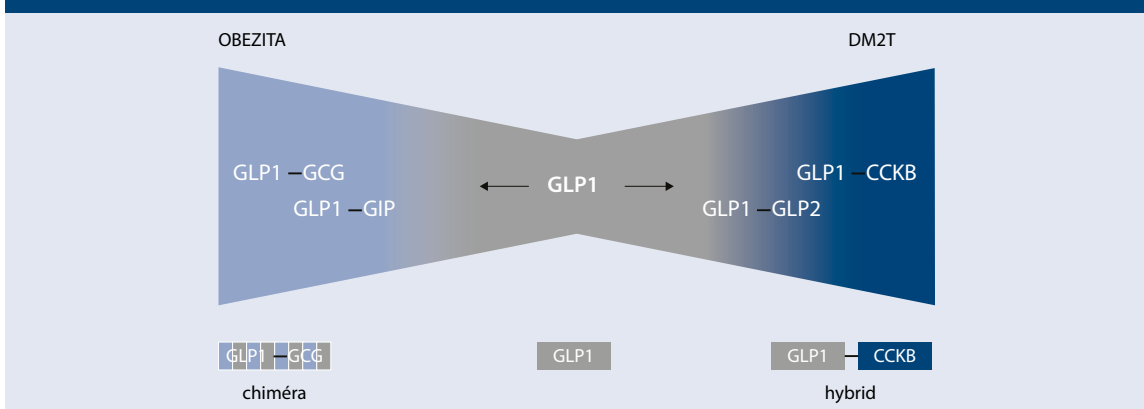 OBEZITA DM2T
GLP1 – GCG GLP1 – CCKB
GLP1
GLP1 – GIP GLP1 – GLP2
GLP1 – GCG GLP1 GLP1 – CCKB
chiméra hybrid